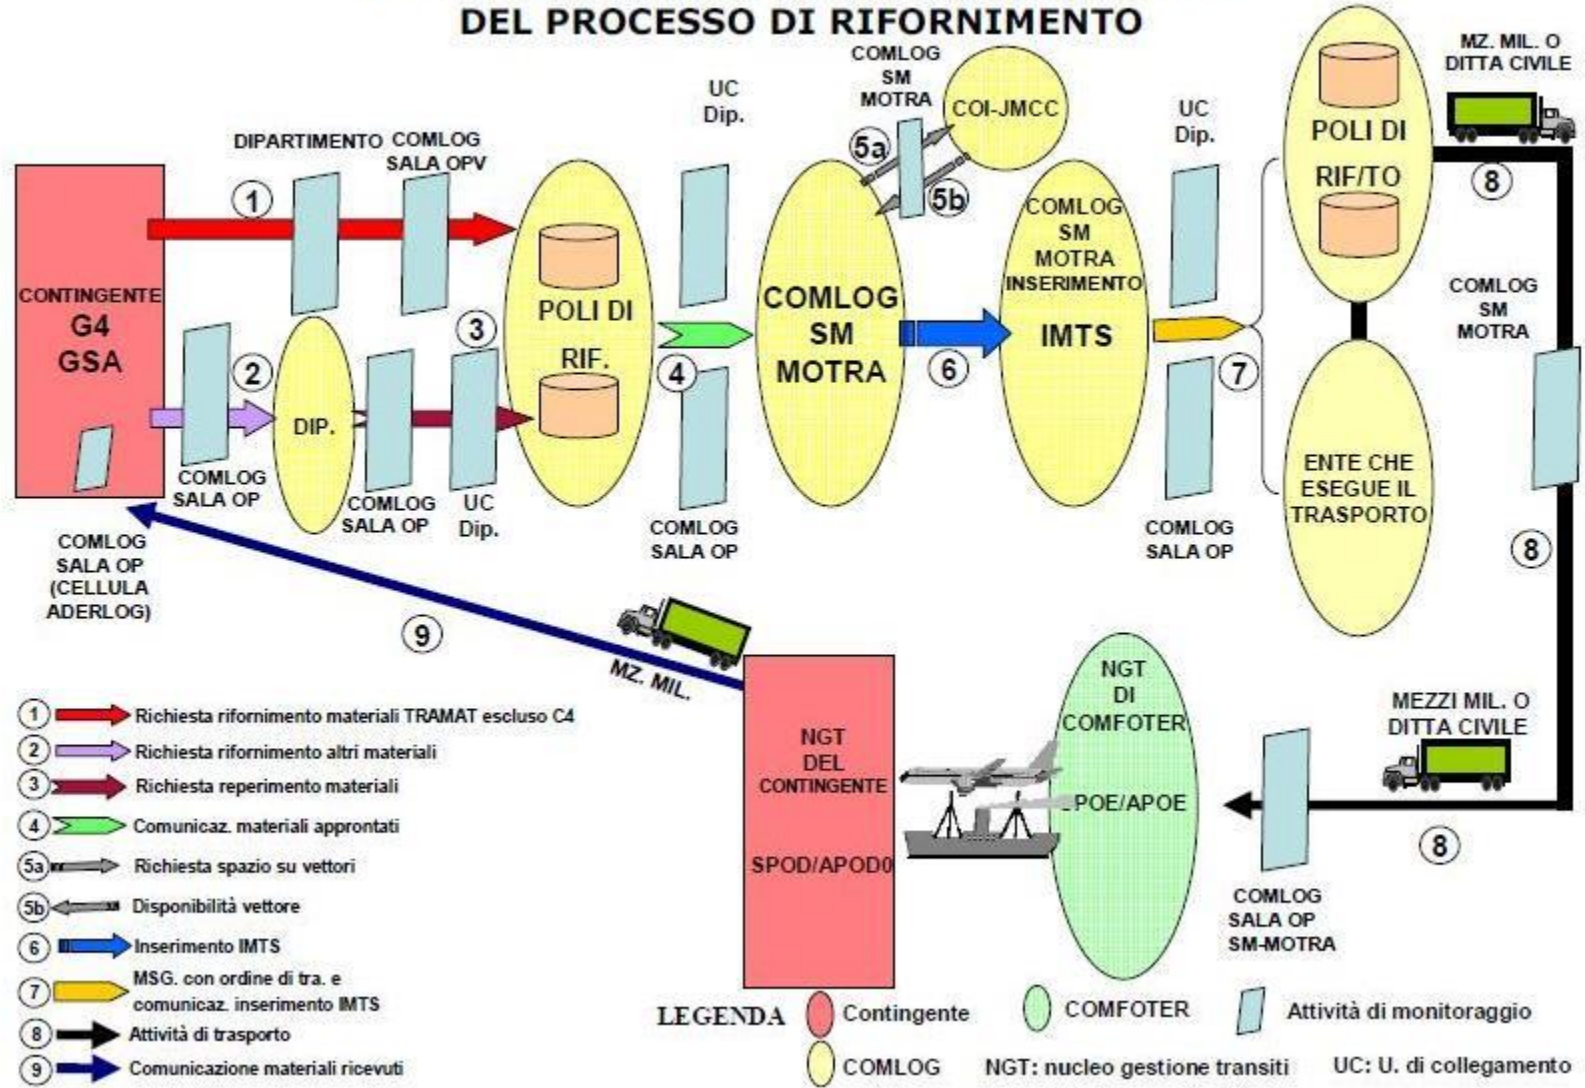 DEL PROCESSO DI RIFORNIMENTO
CONTINGENTE
G4
GSA
COMLOG
SALA OP
(CELLULA
ADERLOG)
1
DIPARTIMENTO
COMLOG
SALA OPV
2
COMLOG
SALA OP
DIP.
COMLOG
SALA OP
3
UC
Dip.
POLI DI
RIF.
UC
Dip.
4
COMLOG
SALA OP
COMLOG
SM
MOTRA
COMLOG
SM
MOTRA
5a
5b
COI-JMCC
6
COMLOG
SM
MOTRA
INSERIMENTO
IMTS
UC
Dip.
7
COMLOG
SALA OP
POLI DI
RIF/TO
ENTE CHE
ESEGUE IL
TRASPORTO
MZ. MIL. O
DITTA CIVILE
8
COMLOG
SM
MOTRA
8
MEZZI MIL. O
DITTA CIVILE
8
COMLOG
SALA OP
SM-MOTRA
NGT
DI
COMFOTER
SPOE/APOE
NGT
DEL
CONTINGENTE
SPOD/APOD0
MZ. MIL.
9
1 Richiesta rifornimento materiali TRAMAT escluso C4
2 Richiesta rifornimento altri materiali
3 Richiesta reperimento materiali
4 Comunicaz. materiali approntati
5a Richiesta spazio su vettori
5b Disponibilità vettore
6 Inserimento IMTS
7 MSG. con ordine di tra. e
comunicaz. inserimento IMTS
8 Attività di trasporto
9 Comunicazione materiali ricevuti
LEGENDA
Contingente
COMFOTER
Attività di monitoraggio
COMLOG
NGT: nucleo gestione transiti
UC: U. di collegamento